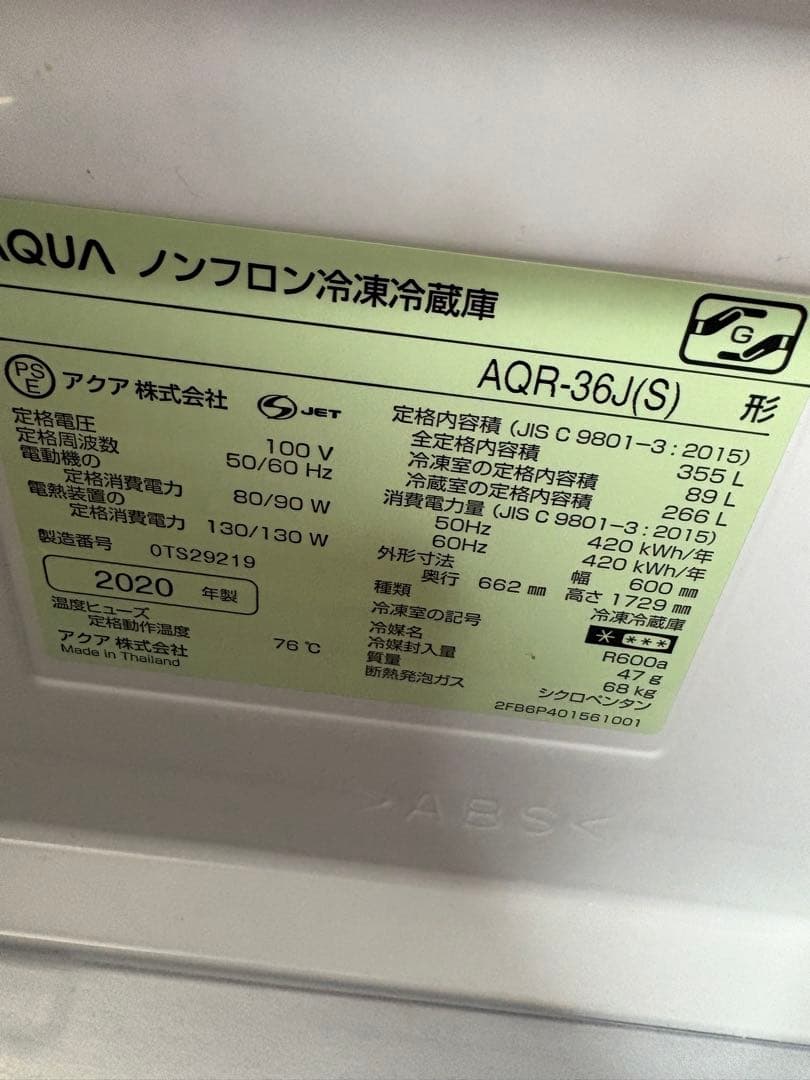 AQUA ノンフロン冷凍冷蔵庫
G
AQR-36J(S) 形
PS
E
アクア 株式会社
S JET
定格電圧 100 V
定格周波数 50/60 Hz
電動機の
定格消費電力 80/90 W
電熱装置の
定格消費電力 130/130 W
製造番号 0TS29219
2020 年製
温度ヒューズ
定格動作温度 76 ℃
アクア 株式会社
Made in Thailand
定格内容積 (JIS C 9801-3 : 2015)
全定格内容積 355 L
冷凍室の定格内容積 89 L
冷蔵室の定格内容積 266 L
消費電力量 (JIS C 9801-3 : 2015)
50Hz 420 kWh/年
60Hz 420 kWh/年
外形寸法 幅 600 mm
奥行 662 mm 高さ 1729 mm
種類 冷凍冷蔵庫
冷凍室の記号 * ***
冷媒名 R600a
冷媒封入量 47 g
質量 68 kg
断熱発泡ガス シクロペンタン
2FB6P401561001
>ABS<